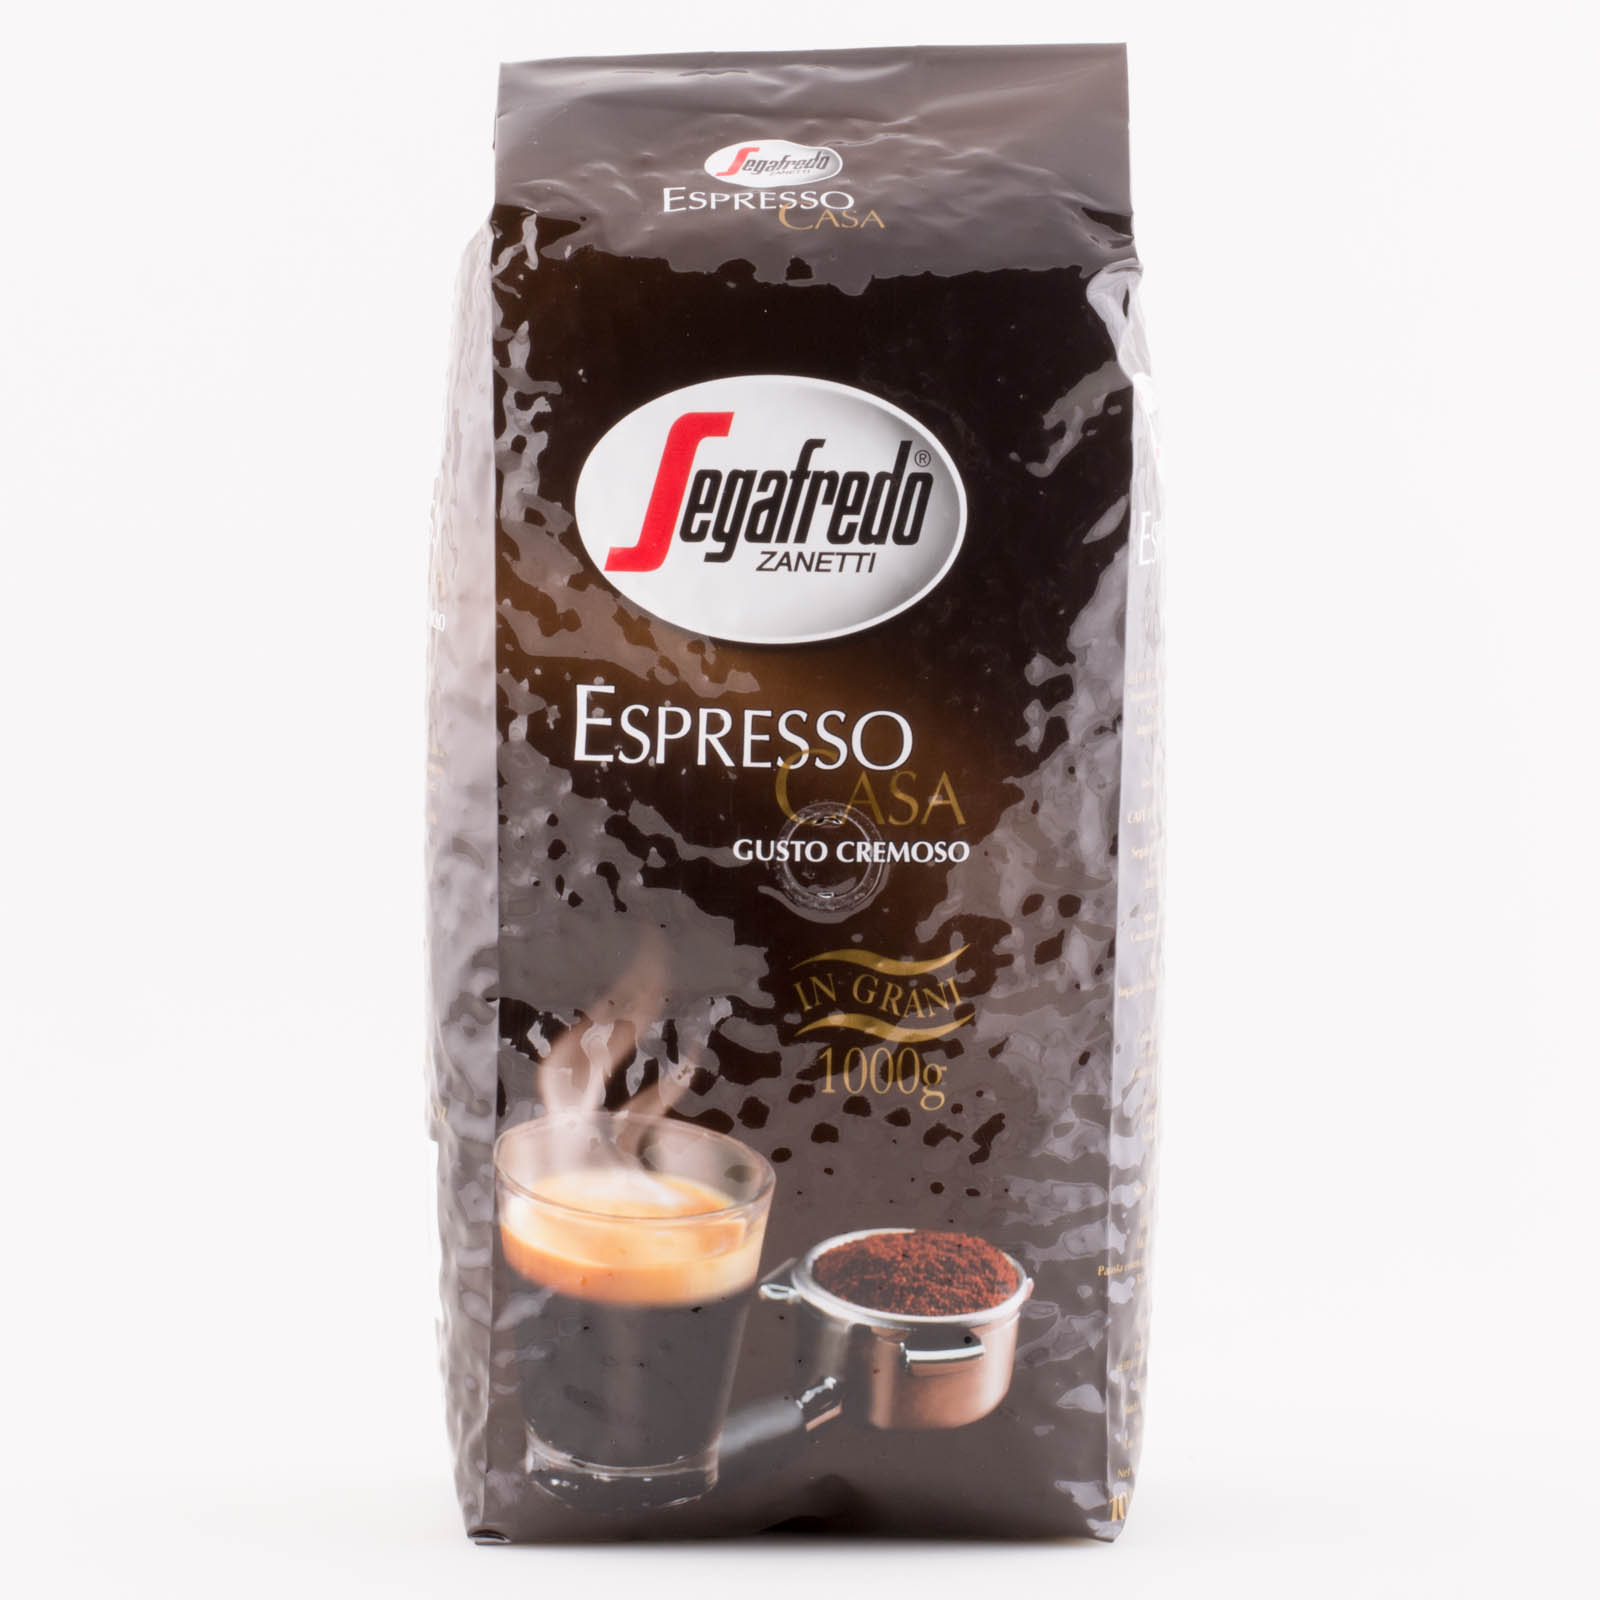 Segafredo
ZANETTI
ESPRESSO
CASA
Segafredo®
ZANETTI
ESPRESSO
CASA
GUSTO CREMOSO
IN GRANI
1000g